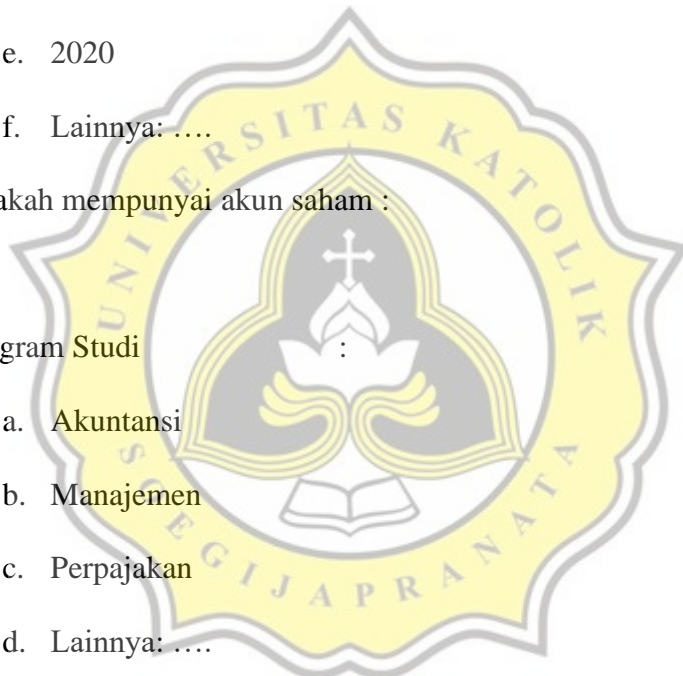 e. 2020
f. Lainnya: ….
akah mempunyai akun saham :
gram Studi :
a. Akuntansi
b. Manajemen
c. Perpajakan
d. Lainnya: ….
UNIVERSITAS KATOLIK
SOEGIJAPRANATA